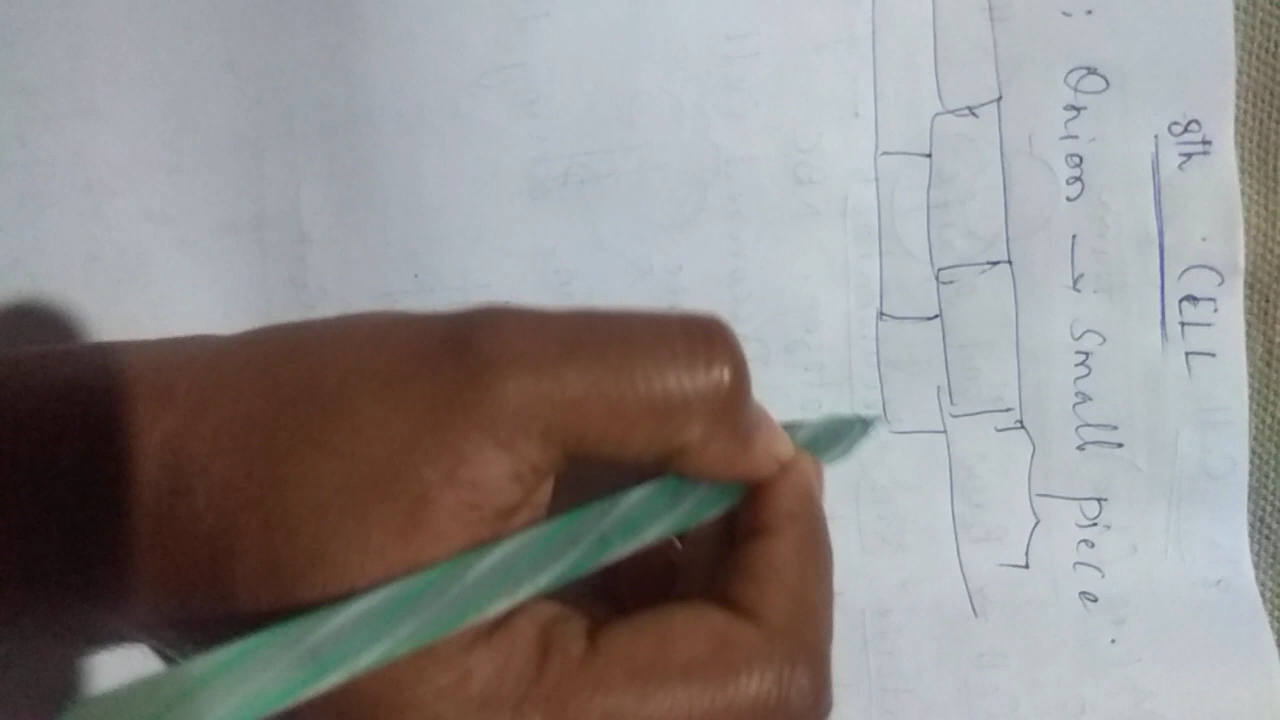 8th CELL
: Onion → Small piece.